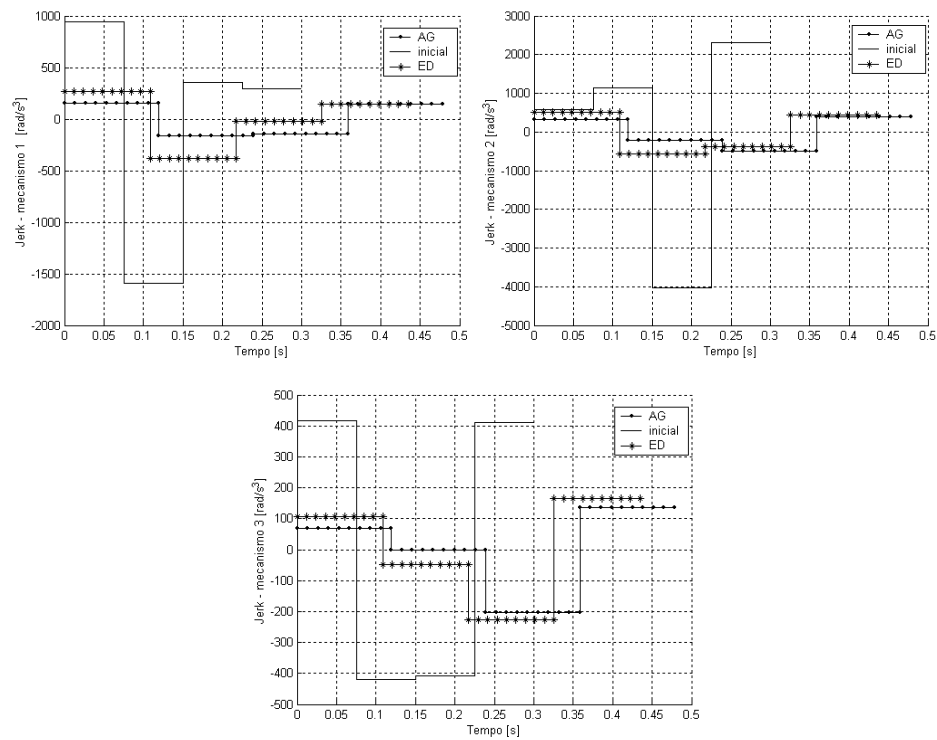 Jerk - mecanismo 1 [rad/s³]
1000
500
0
-500
-1000
-1500
-2000
AG
inicial
ED
0 0.05 0.1 0.15 0.2 0.25 0.3 0.35 0.4 0.45 0.5
Tempo [s]
Jerk - mecanismo 2 [rad/s³]
3000
2000
1000
0
-1000
-2000
-3000
-4000
-5000
AG
inicial
ED
0 0.05 0.1 0.15 0.2 0.25 0.3 0.35 0.4 0.45 0.5
Tempo [s]
Jerk - mecanismo 3 [rad/s³]
500
400
300
200
100
0
-100
-200
-300
-400
-500
AG
inicial
ED
0 0.05 0.1 0.15 0.2 0.25 0.3 0.35 0.4 0.45 0.5
Tempo [s]